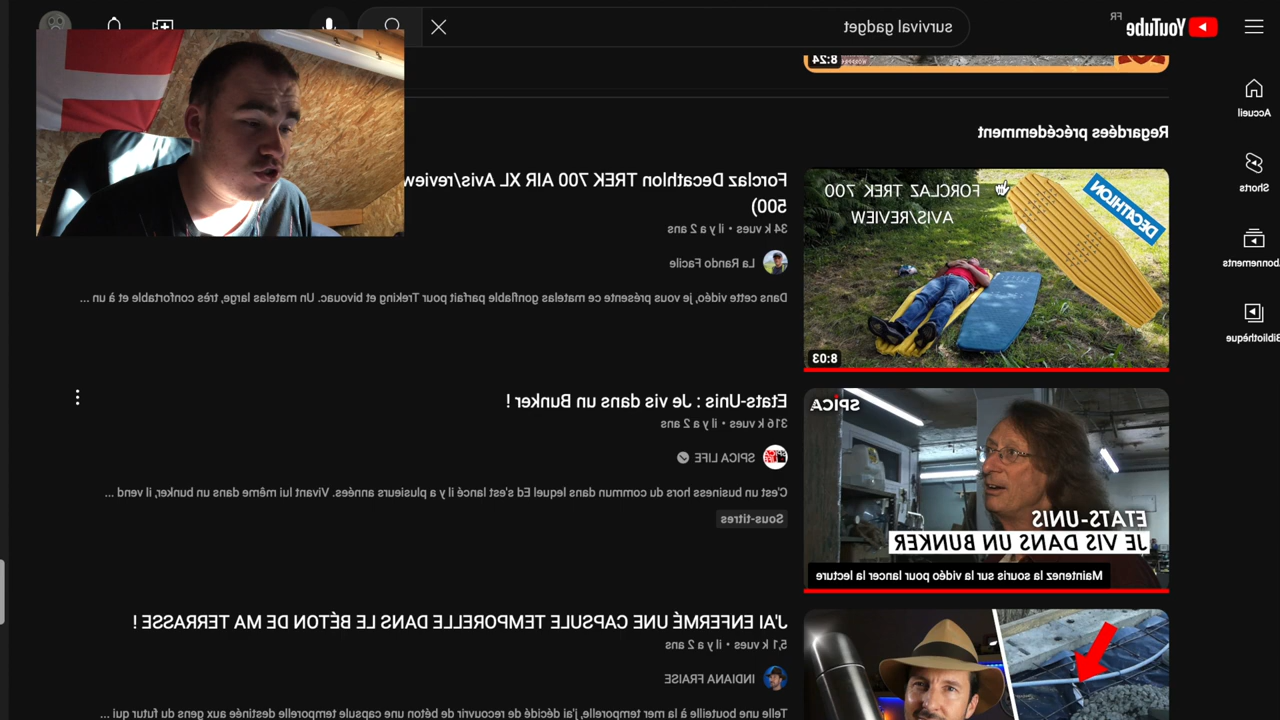 YouTube FR
survival gadget
Accueil
Shorts
bonnements
Bibliothèque
8:24
Regardées précédemment
FORCLAZ TREK 700
AVIS/REVIEW
DECATHLON
8:03
Forclaz Decathlon TREK 700 AIR XL Avis/review
500)
34 k vues • il y a 2 ans
La Rando Facile
Dans cette vidéo, je vous présente ce matelas gonflable parfait pour Treking et bivouac. Un matelas large, très confortable et à un ...
SPICA
ETATS-UNIS
JE VIS DANS UN BUNKER
Maintenez la souris sur la vidéo pour lancer la lecture
Etats-Unis : Je vis dans un Bunker !
316 k vues • il y a 2 ans
SPICA LIFE
C'est un business hors du commun dans lequel Ed s'est lancé il y a plusieurs années. Vivant lui même dans un bunker, il vend ...
Sous-titres
J'AI ENFERMÉ UNE CAPSULE TEMPORELLE DANS LE BÉTON DE MA TERRASSE !
5,1 k vues • il y a 2 ans
INDIANA FRAISE
Telle une bouteille à la mer temporelle, j'ai décidé de recouvrir de béton une capsule temporelle destinée aux gens du futur qui ...